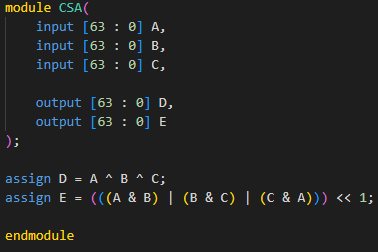 module CSA(
    input [63 : 0] A,
    input [63 : 0] B,
    input [63 : 0] C,

    output [63 : 0] D,
    output [63 : 0] E
);

assign D = A ^ B ^ C;
assign E = (((A & B) | (B & C) | (C & A))) << 1;

endmodule